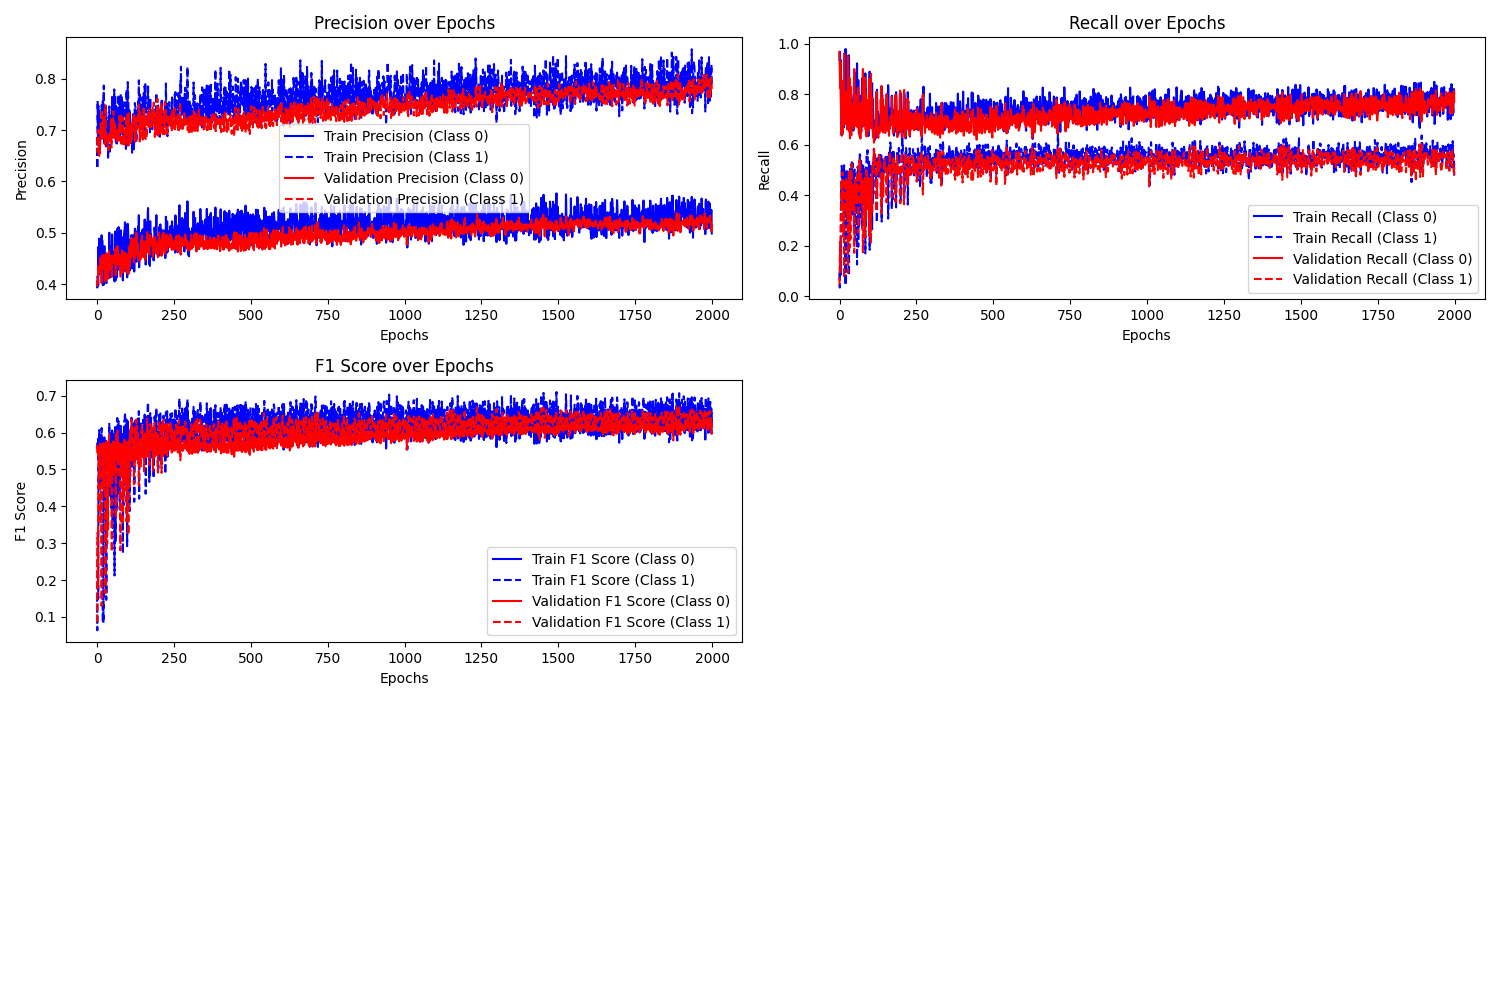 Precision over Epochs
Precision
0.8
0.7
0.6
0.5
0.4
Train Precision (Class 0)
Train Precision (Class 1)
Validation Precision (Class 0)
Validation Precision (Class 1)
0 250 500 750 1000 1250 1500 1750 2000
Epochs
Recall over Epochs
Recall
1.0
0.8
0.6
0.4
0.2
0.0
Train Recall (Class 0)
Train Recall (Class 1)
Validation Recall (Class 0)
Validation Recall (Class 1)
0 250 500 750 1000 1250 1500 1750 2000
Epochs
F1 Score over Epochs
F1 Score
0.7
0.6
0.5
0.4
0.3
0.2
0.1
Train F1 Score (Class 0)
Train F1 Score (Class 1)
Validation F1 Score (Class 0)
Validation F1 Score (Class 1)
0 250 500 750 1000 1250 1500 1750 2000
Epochs